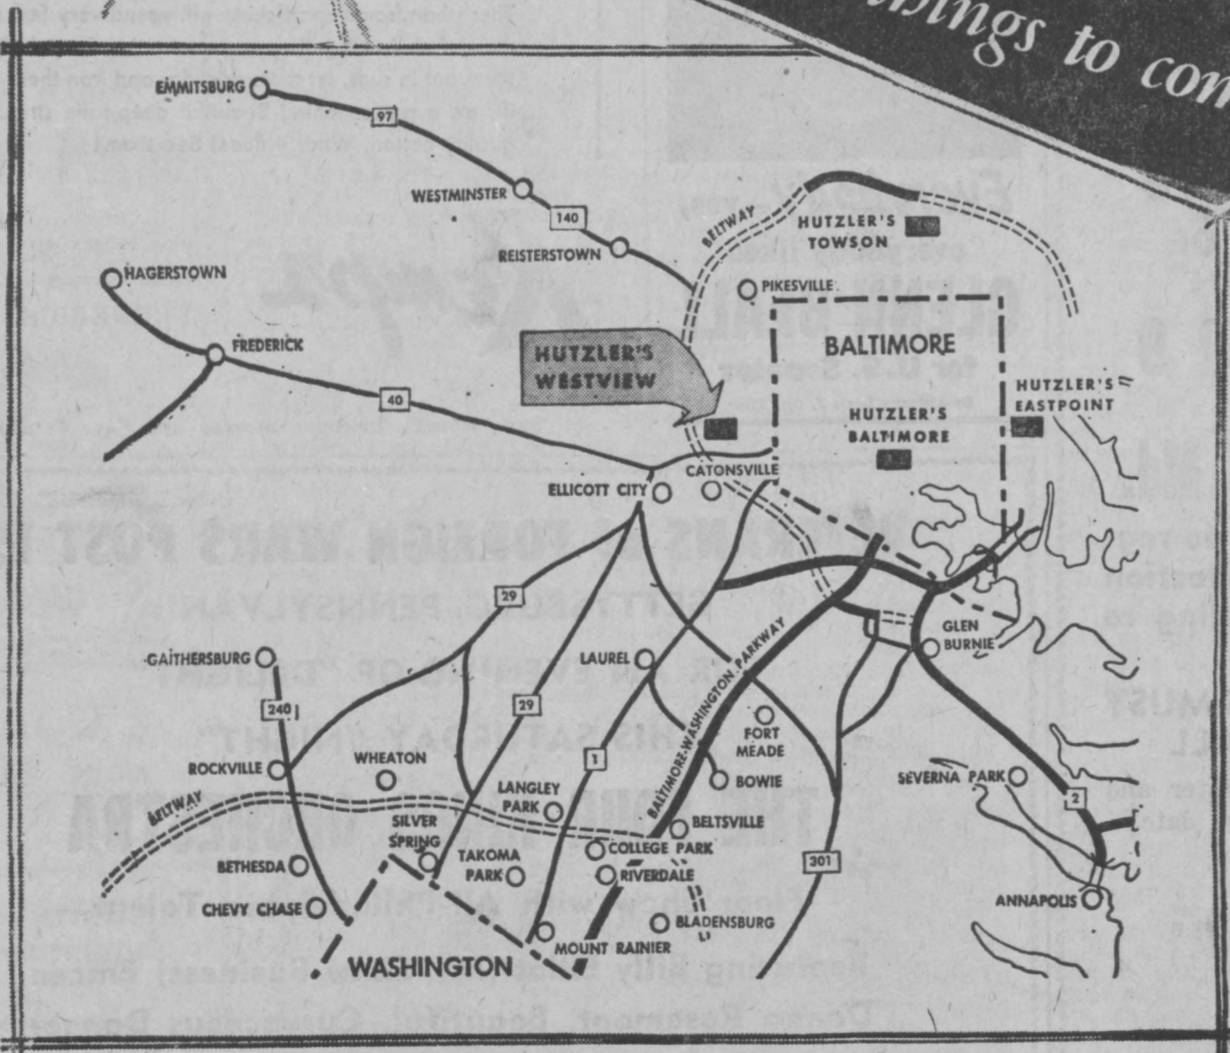 things to com
EMMITSBURG
97
WESTMINSTER
140
REISTERSTOWN
BELTWAY
HUTZLER'S
TOWSON
HAGERSTOWN
PIKESVILLE
FREDERICK
HUTZLER'S
WESTVIEW
BALTIMORE
40
HUTZLER'S
EASTPOINT
HUTZLER'S
BALTIMORE
CATONSVILLE
ELLICOTT CITY
29
GLEN
BURNIE
GAITHERSBURG
LAUREL
BALTIMORE-WASHINGTON PARKWAY
240
29
FORT
MEADE
ROCKVILLE
WHEATON
1
BOWIE
SEVERNA PARK
LANGLEY
PARK
2
BELTWAY
SILVER
SPRING
BELTSVILLE
COLLEGE PARK
TAKOMA
PARK
301
BETHESDA
RIVERDALE
CHEVY CHASE
ANNAPOLIS
BLADENSBURG
MOUNT RAINIER
WASHINGTON